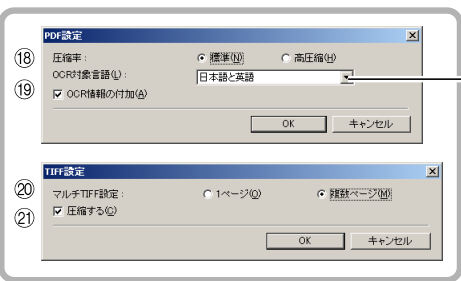 PDF設定
⑱ 圧縮率: 標準(N) 高圧縮(H)
OCR対象言語(L): 日本語と英語
⑲ OCR情報の付加(A)
OK キャンセル
TIFF設定
⑳ マルチTIFF設定: 1ページ(O) 複数ページ(M)
㉑ 圧縮する(C)
OK キャンセル